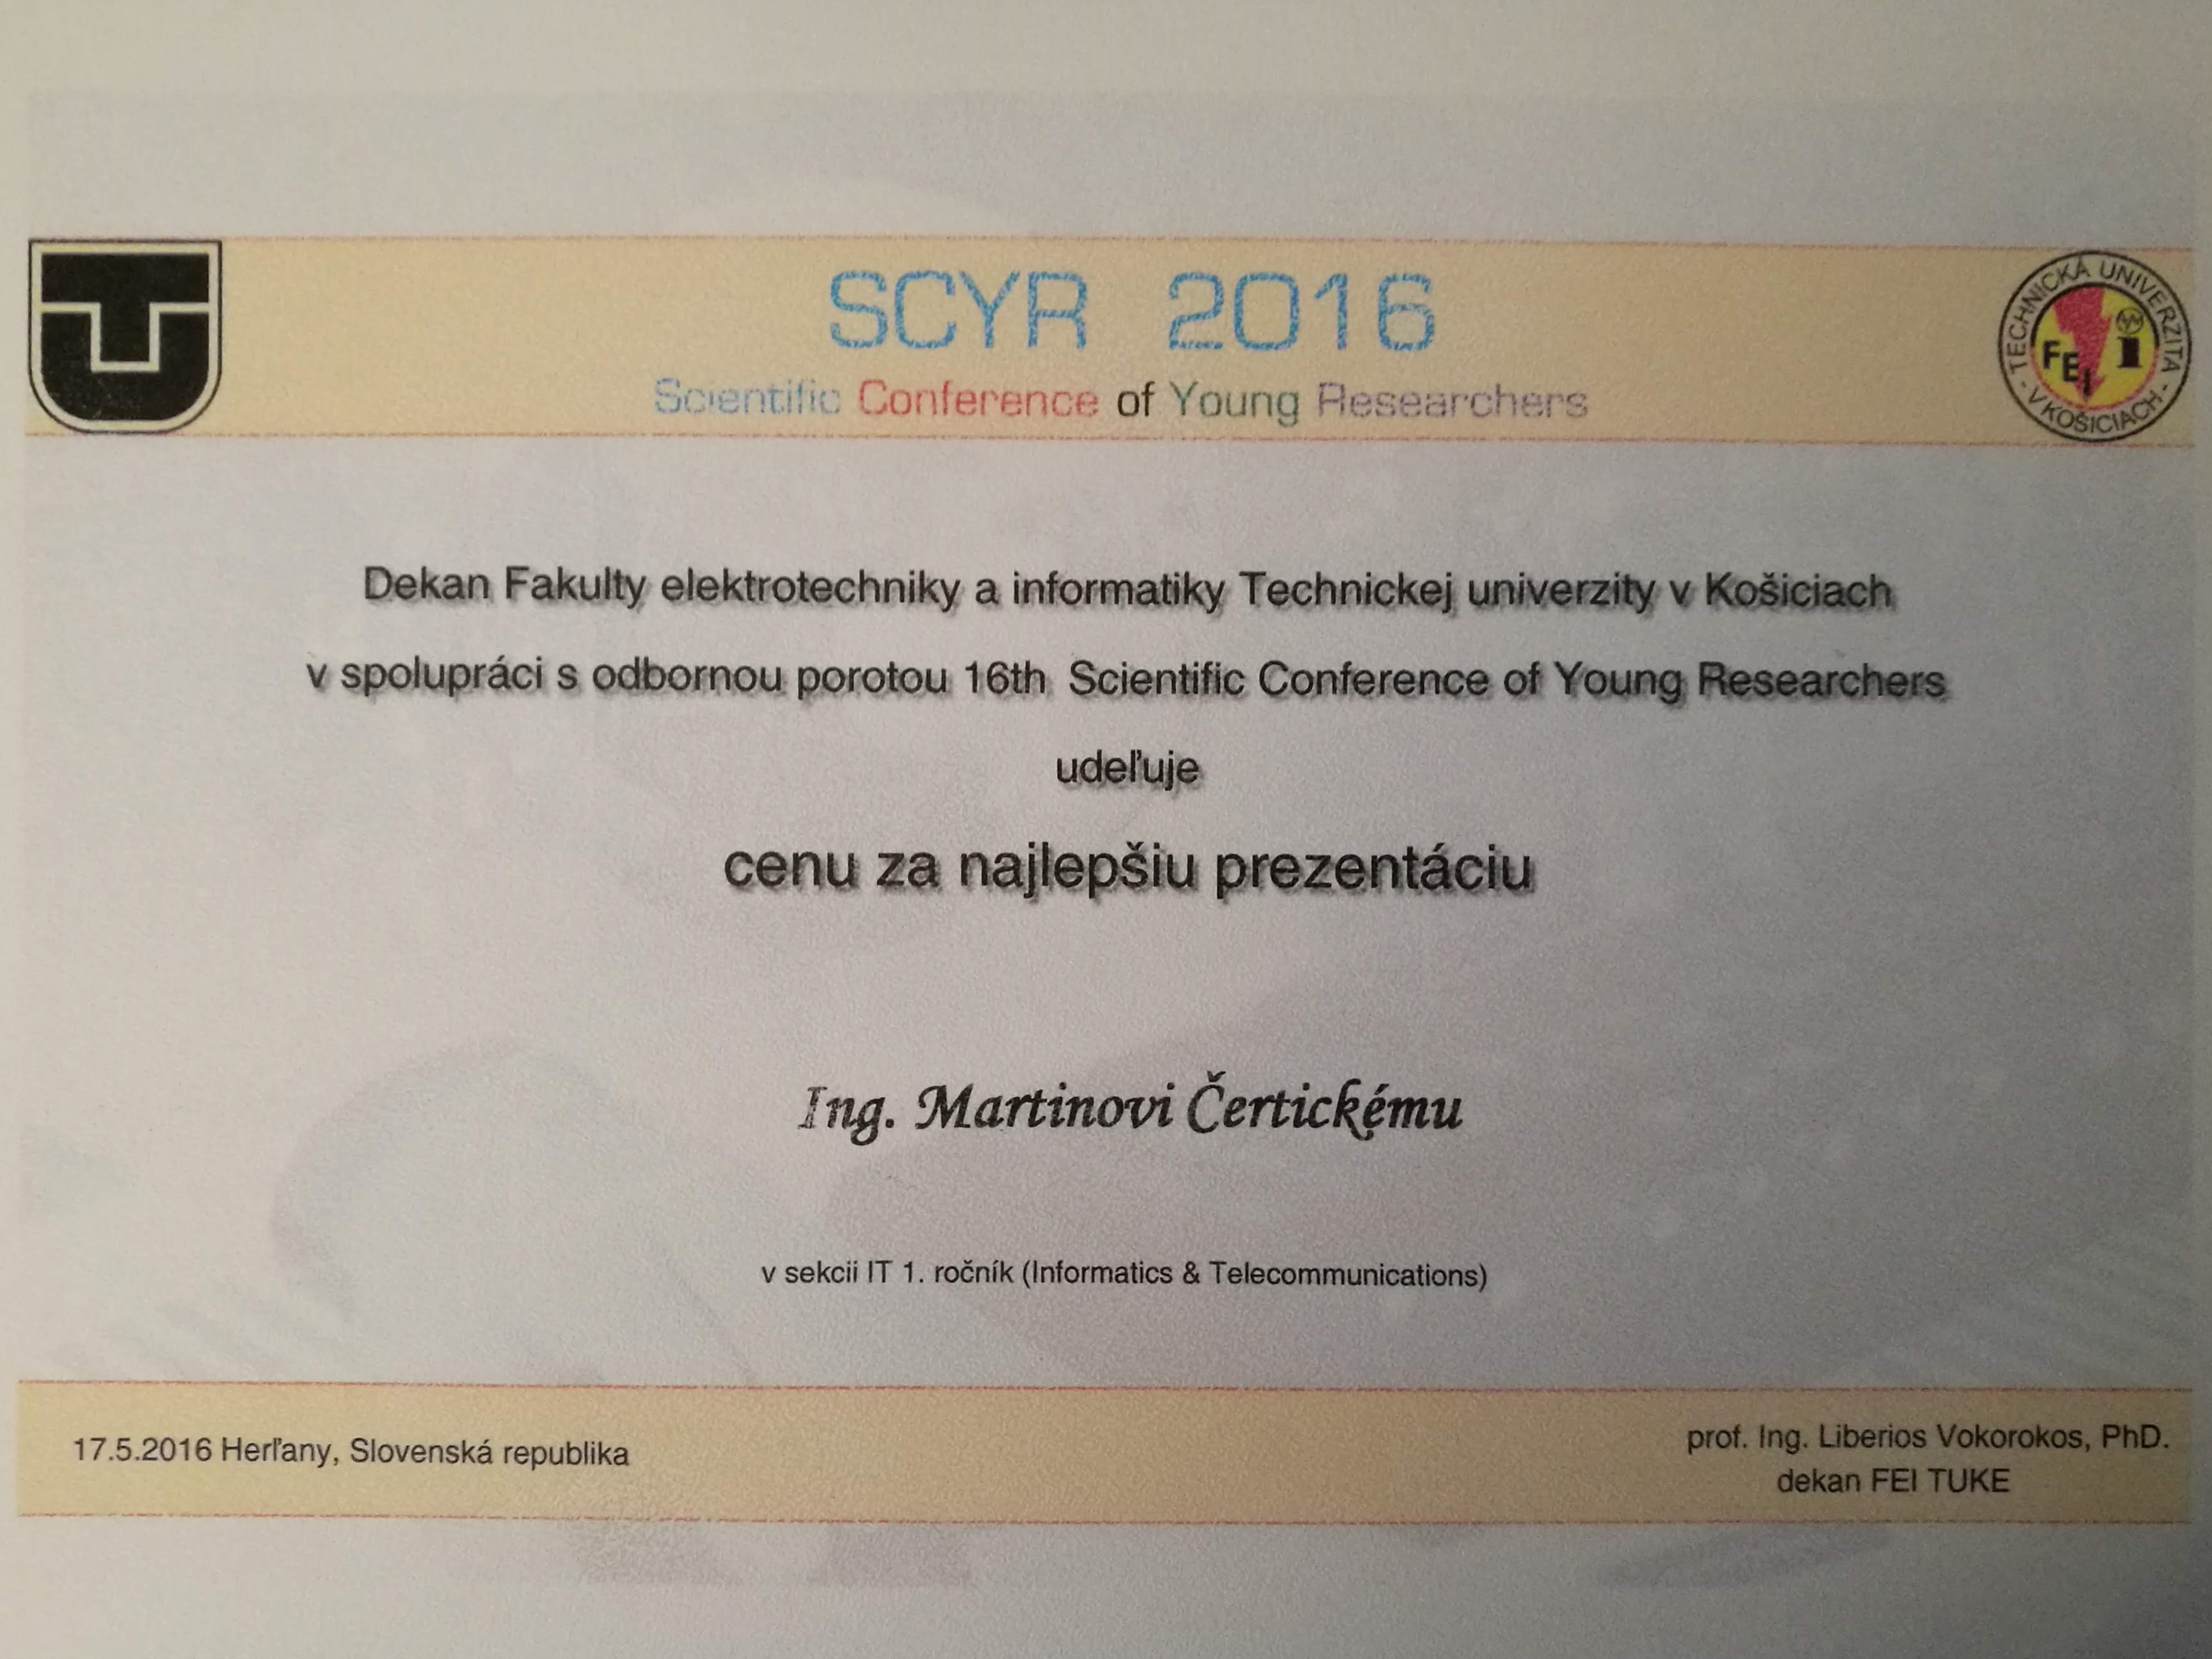 SCYR 2016
Scientific Conference of Young Researchers
TECHNICKÁ UNIVERZITA - V KOŠICIACH -
FEI
Dekan Fakulty elektrotechniky a informatiky Technickej univerzity v Košiciach
v spolupráci s odbornou porotou 16th Scientific Conference of Young Researchers
udeľuje
cenu za najlepšiu prezentáciu
Ing. Martinovi Čertickému
v sekcii IT 1. ročník (Informatics & Telecommunications)
17.5.2016 Herľany, Slovenská republika
prof. Ing. Liberios Vokorokos, PhD.
dekan FEI TUKE